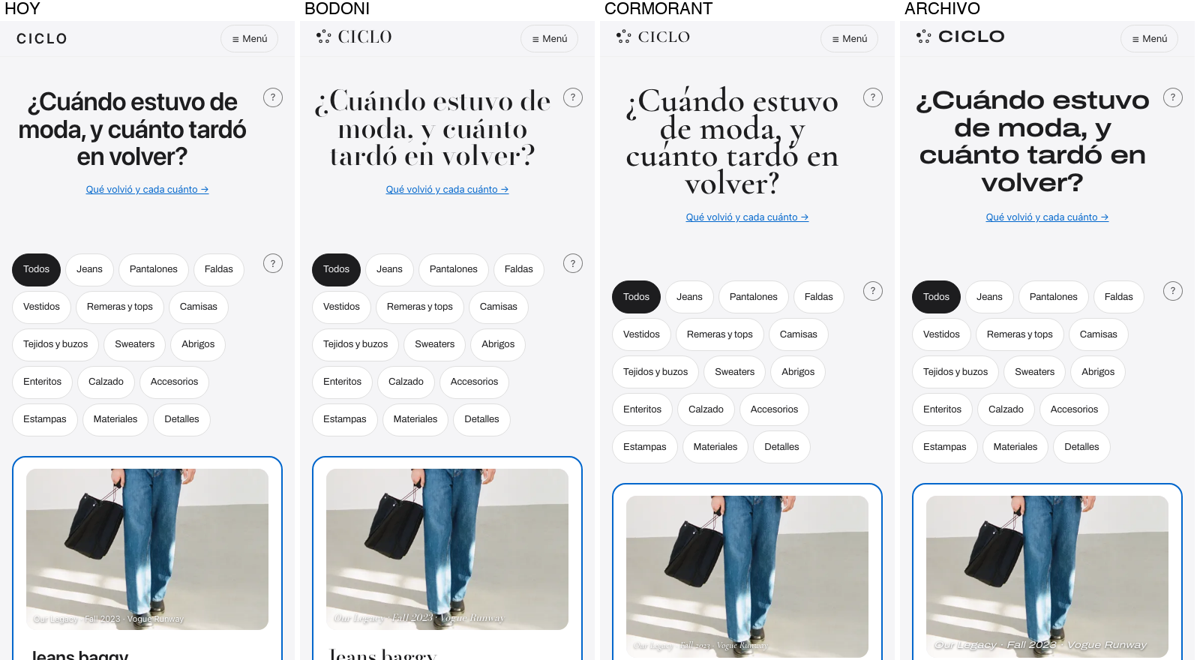 HOY
CICLO
≡ Menú
¿Cuándo estuvo de
moda, y cuánto tardó
en volver?
?
Qué volvió y cada cuánto →
Todos Jeans Pantalones Faldas
?
Vestidos Remeras y tops Camisas
Tejidos y buzos Sweaters Abrigos
Enteritos Calzado Accesorios
Estampas Materiales Detalles
Our Legacy · Fall 2023 · Vogue Runway
Jeans baggy
BODONI
CICLO
≡ Menú
¿Cuándo estuvo de
moda, y cuánto
tardó en volver?
?
Qué volvió y cada cuánto →
Todos Jeans Pantalones Faldas
?
Vestidos Remeras y tops Camisas
Tejidos y buzos Sweaters Abrigos
Enteritos Calzado Accesorios
Estampas Materiales Detalles
Our Legacy · Fall 2023 · Vogue Runway
Jeans baggy
CORMORANT
CICLO
≡ Menú
¿Cuándo estuvo
de moda, y
cuánto tardó en
volver?
?
Qué volvió y cada cuánto →
Todos Jeans Pantalones Faldas
?
Vestidos Remeras y tops Camisas
Tejidos y buzos Sweaters Abrigos
Enteritos Calzado Accesorios
Estampas Materiales Detalles
Our Legacy · Fall 2023 · Vogue Runway
ARCHIVO
CICLO
≡ Menú
¿Cuándo estuvo
de moda, y
cuánto tardó en
volver?
?
Qué volvió y cada cuánto →
Todos Jeans Pantalones Faldas
?
Vestidos Remeras y tops Camisas
Tejidos y buzos Sweaters Abrigos
Enteritos Calzado Accesorios
Estampas Materiales Detalles
Our Legacy · Fall 2023 · Vogue Runway